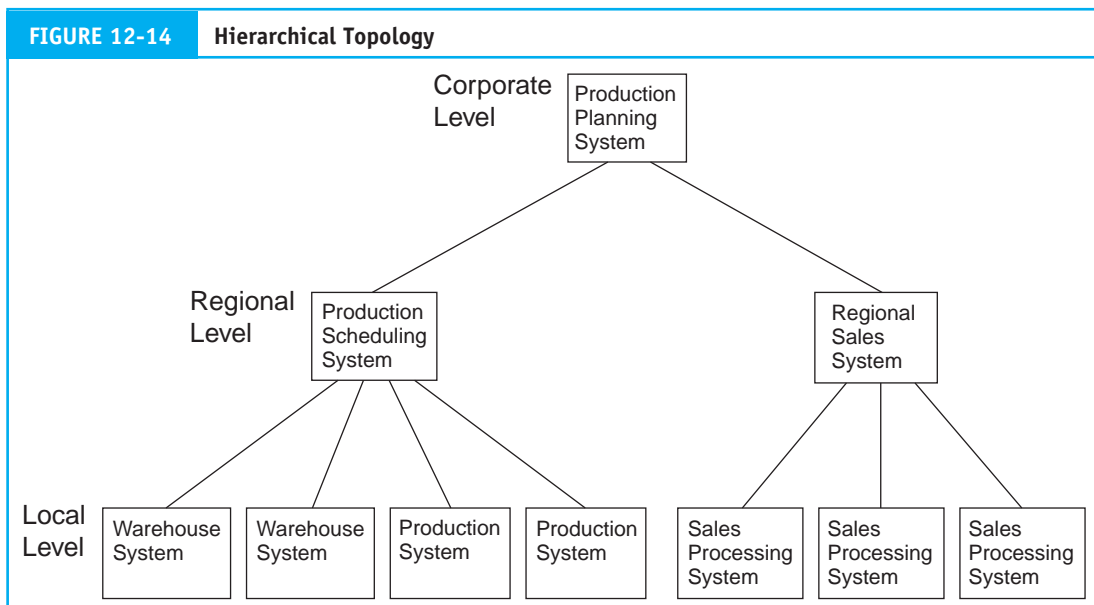 FIGURE 12-14 Hierarchical Topology
Corporate
Level
Production
Planning
System
Regional
Level
Production
Scheduling
System
Regional
Sales
System
Local
Level
Warehouse
System
Warehouse
System
Production
System
Production
System
Sales
Processing
System
Sales
Processing
System
Sales
Processing
System